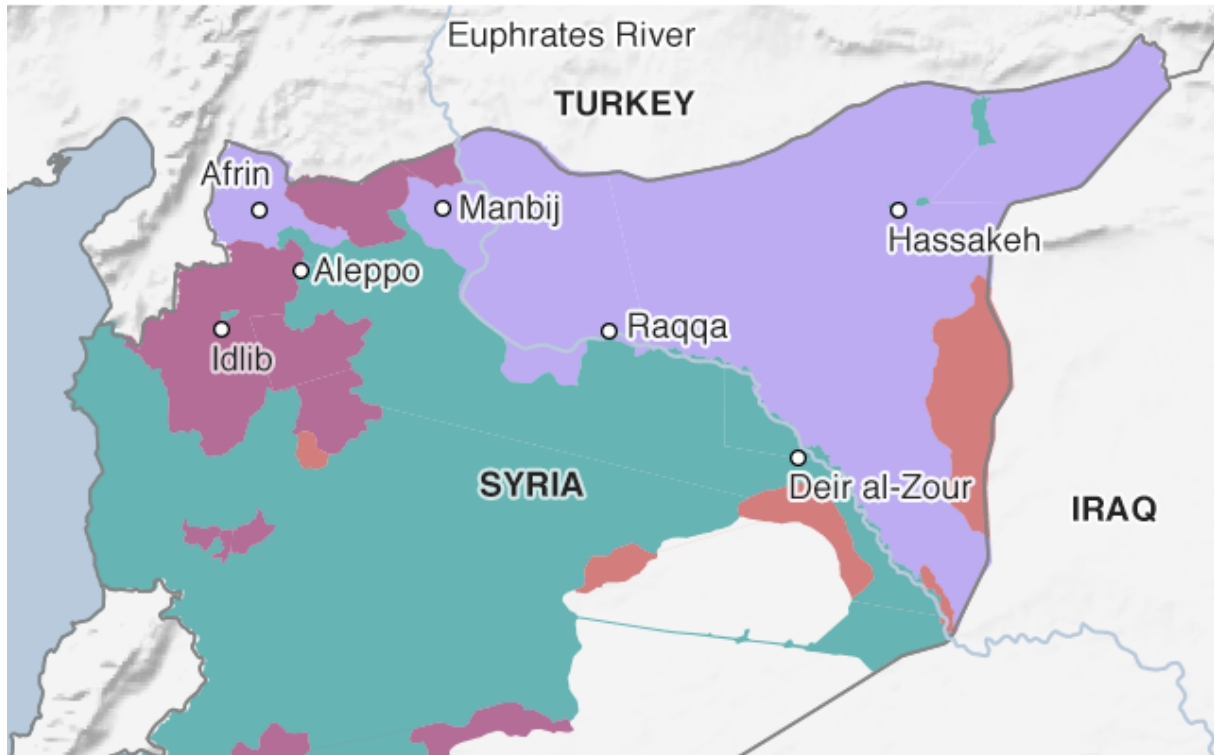 Euphrates River
TURKEY
Afrin
Manbij
Hassakeh
Aleppo
Raqqa
Idlib
SYRIA
Deir al-Zour
IRAQ